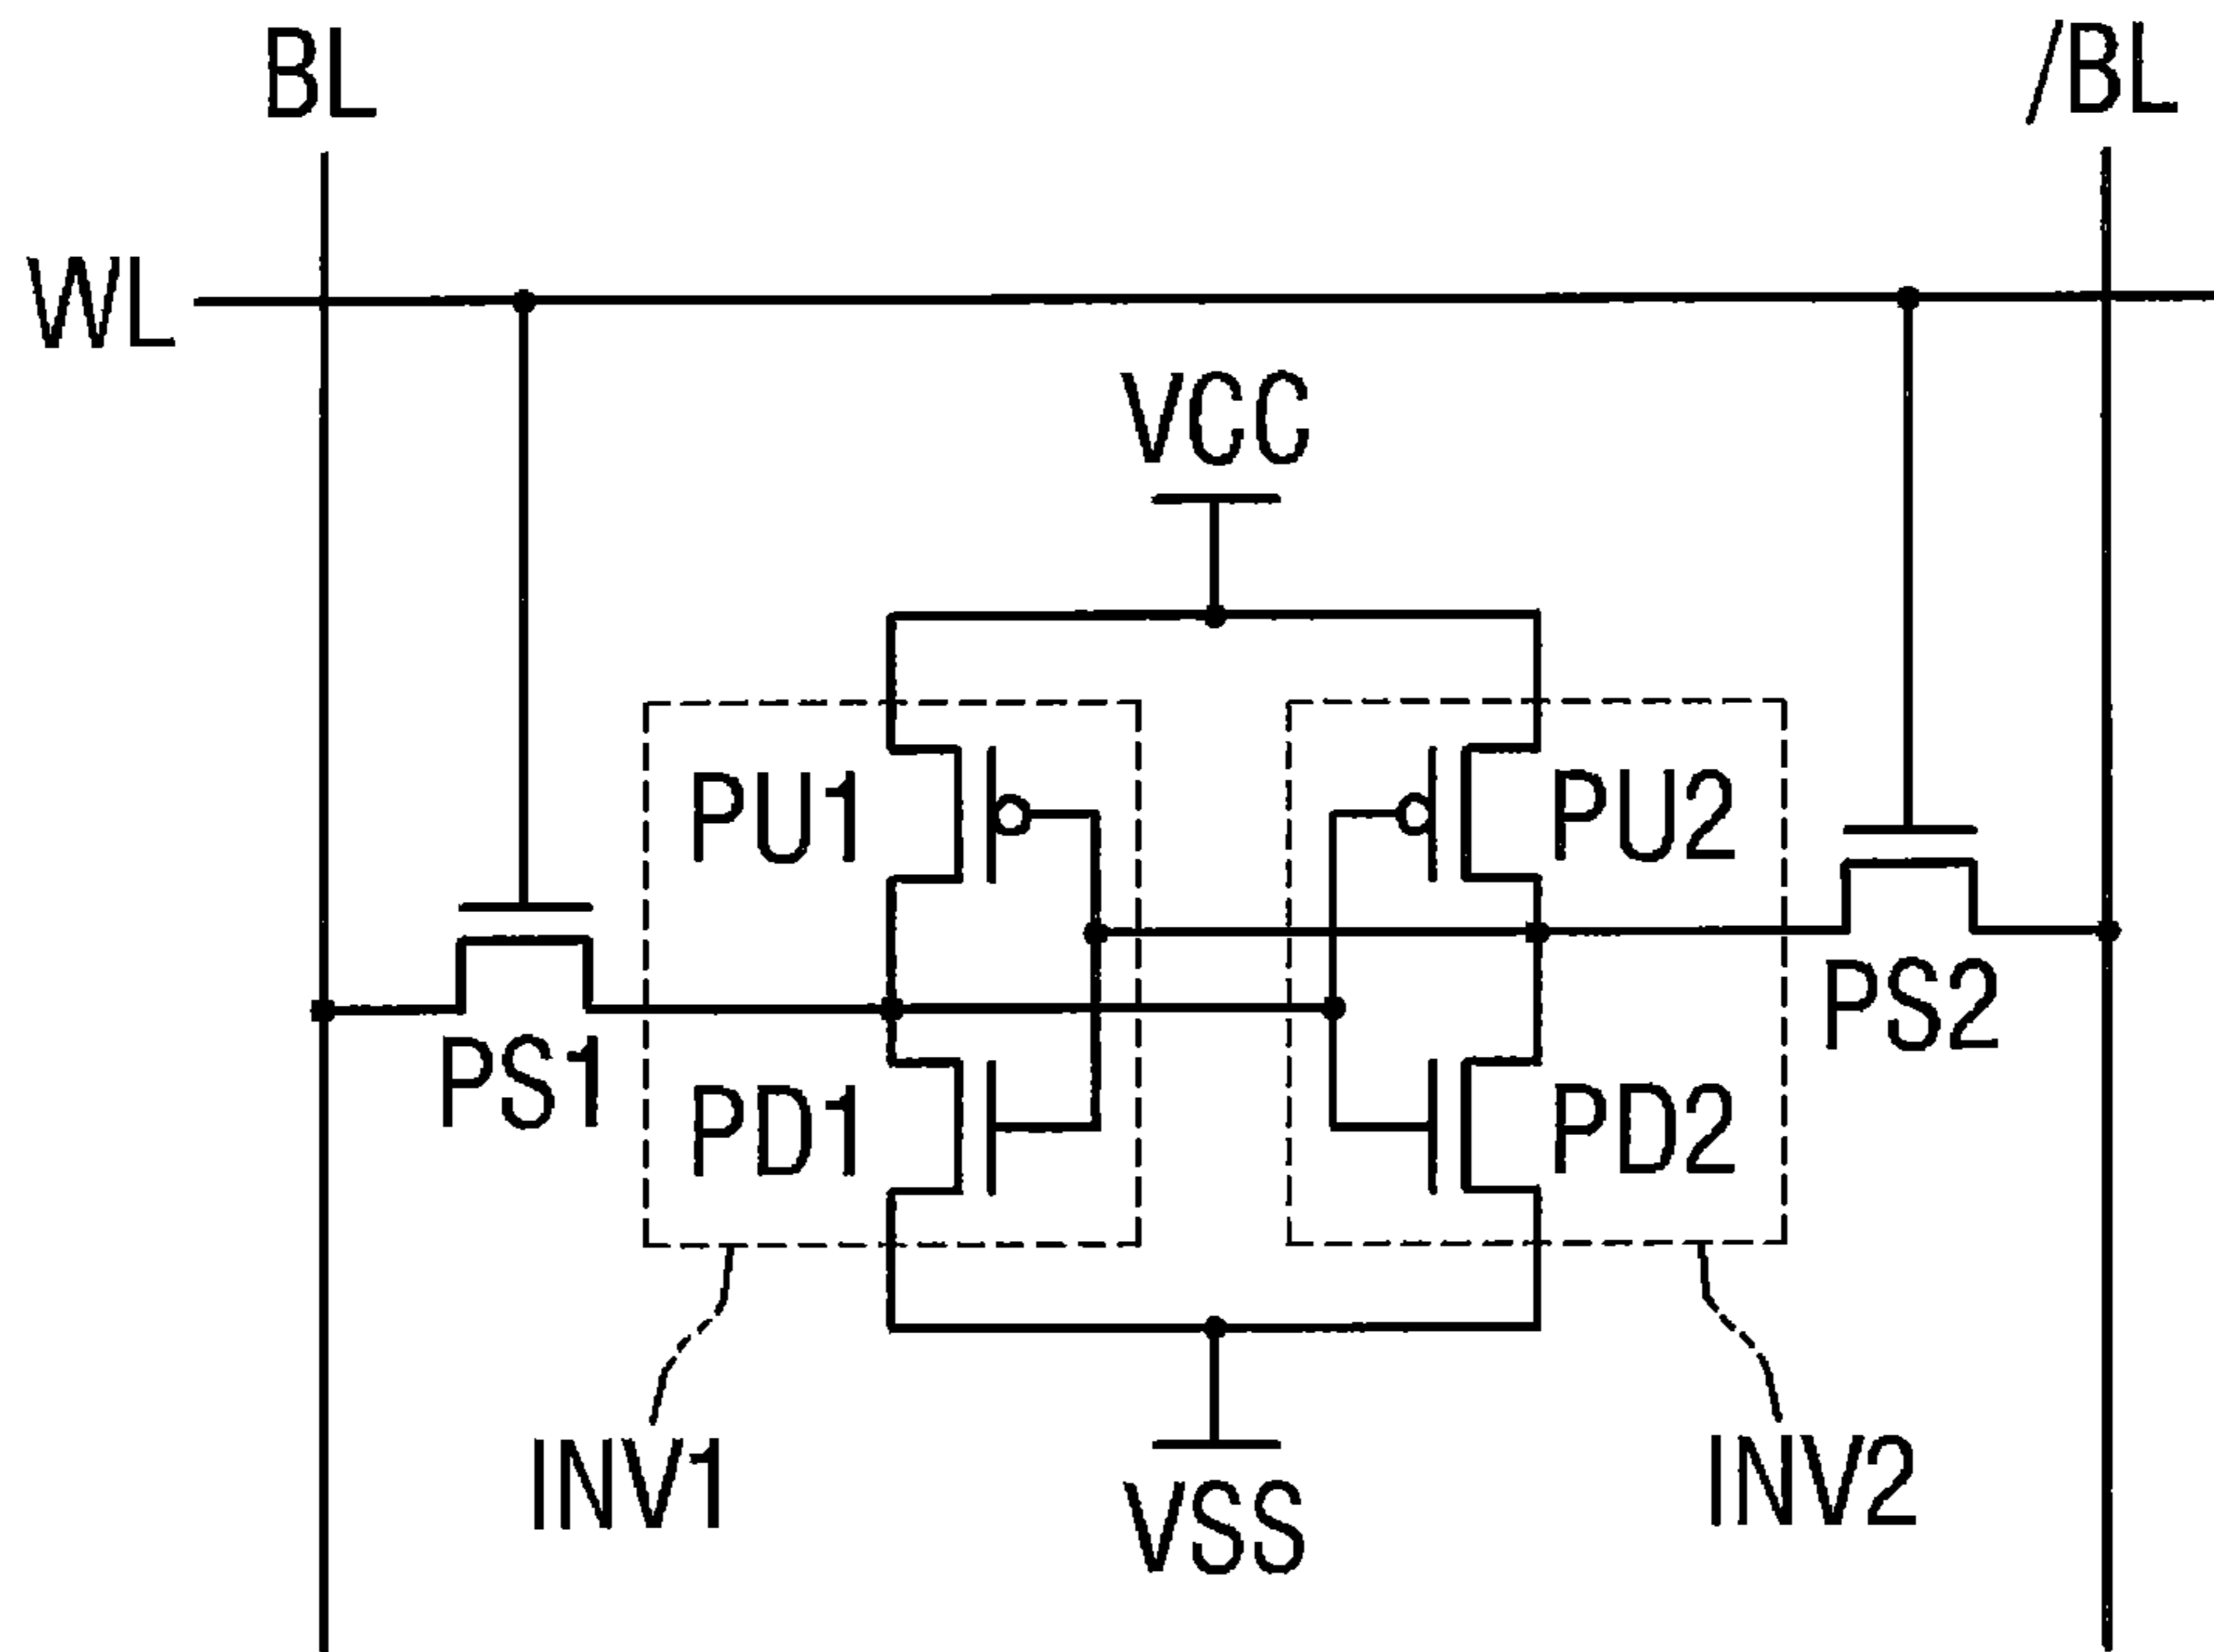 BL
/BL
WL
VCC
PU1
PU2
PS1
PS2
PD1
PD2
INV1
INV2
VSS